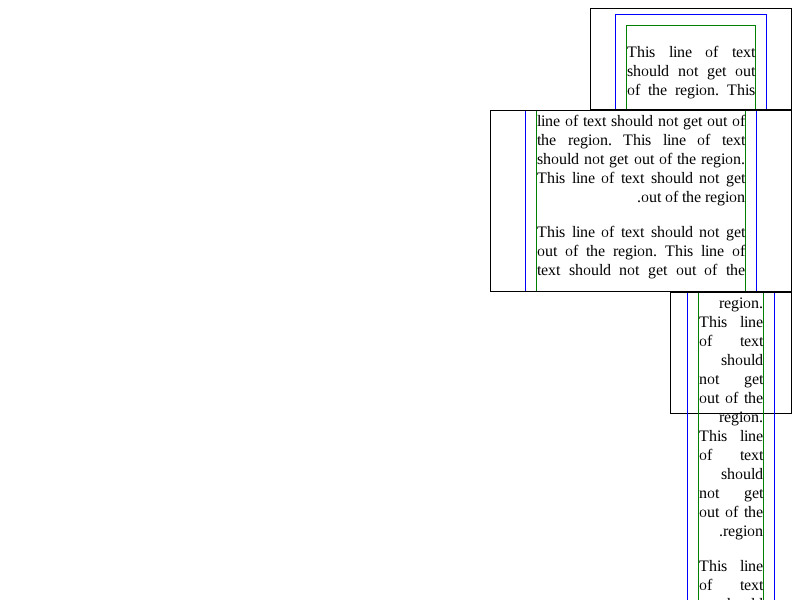 This line of text
should not get out
of the region. This
line of text should not get out of
the region. This line of text
should not get out of the region.
This line of text should not get
.out of the region
This line of text should not get
out of the region. This line of
text should not get out of the
region.
This line
of text
should
not get
out of the
region.
This line
of text
should
not get
out of the
.region
This line
of text